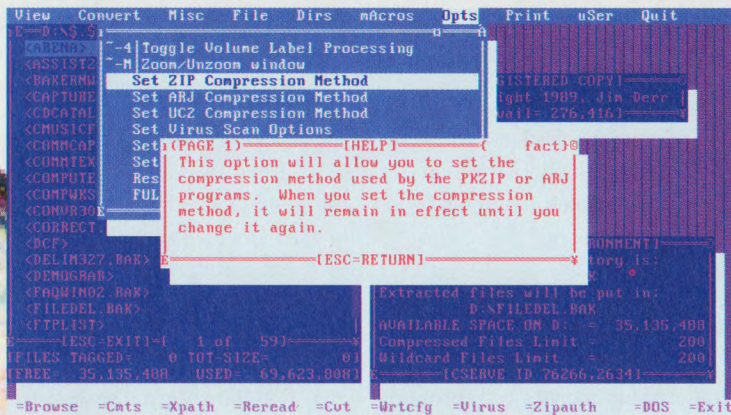 View Convert Misc File Dirs mAcros Opts Print uSer Quit
<ARENA>
<ASSIST2
<BAKERNW
<CAPTURE
<CDCATAL
<CMUSICF
<COMMCAP
<COMMTEX
<COMPUTE
<COMPWKS
<CONVR30
<CORRECT.
<DCF>
<DELIM327.BAK>
<DEMOGRAB>
<FAQWIN02.BAK>
<FILEDEL.BAK>
<FTPLIST>
[ESC=EXIT] 1 of 59]
[FILES TAGGED= 0 TOT-SIZE= 0]
[FREE= 35,135,488 USED= 69,623,808]
~-4|Toggle Volume Label Processing
~-M|Zoom/Unzoom window
Set ZIP Compression Method
Set ARJ Compression Method
Set UC2 Compression Method
Set Virus Scan Options
Set
Set
Res
FUL
(PAGE 1) [HELP] { fact}
This option will allow you to set the
compression method used by the PKZIP or ARJ
programs. When you set the compression
method, it will remain in effect until you
change it again.
[ESC=RETURN]
GISTERED COPY]
ight 1989, Jim Derr
vail=276,416]
RONMENT]
tory is:
K
Extracted files will be put in:
D:\FILEDEL.BAK
AVAILABLE SPACE ON D: = 35,135,488
Compressed Files Limit = 200
Wildcard Files Limit = 200
[CSERVE ID 76266,2634]
=Browse =Cmts =Xpath =Reread =Cvt =Wrtcfg =Virus =Zipauth =DOS =Exit